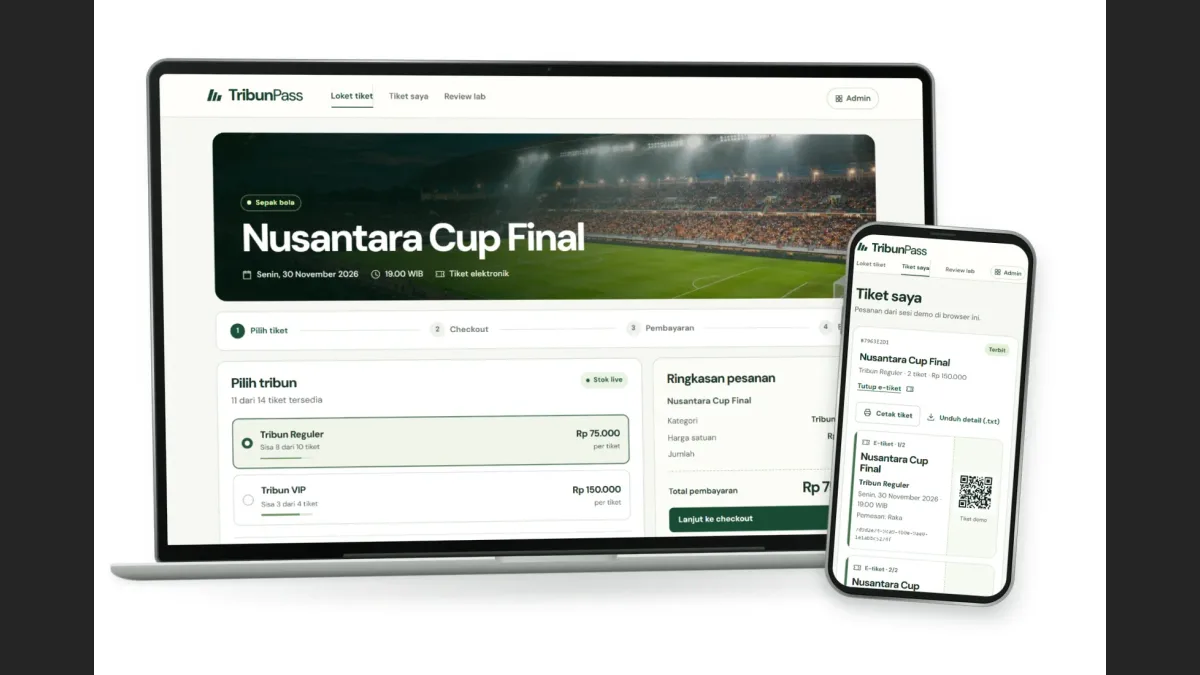 TribunPass
Loket tiket
Tiket saya
Review lab
Admin
Sepak bola
Nusantara Cup Final
Senin, 30 November 2026
19.00 WIB
Tiket elektronik
1 Pilih tiket
2 Checkout
3 Pembayaran
4
Pilih tribun
Stok live
11 dari 14 tiket tersedia
Tribun Reguler
Rp 75.000
Sisa 8 dari 10 tiket
per tiket
Tribun VIP
Rp 150.000
Sisa 3 dari 4 tiket
per tiket
Ringkasan pesanan
Nusantara Cup Final
Kategori
Tribun
Harga satuan
Jumlah
Total pembayaran
Rp 7
Lanjut ke checkout
TribunPass
Loket tiket
Tiket saya
Review lab
Admin
Tiket saya
Pesanan dari sesi demo di browser ini.
Terbit
Nusantara Cup Final
Tribun Reguler · 2 tiket · Rp 150.000
Tutup e-tiket
Cetak tiket
Unduh detail (.txt)
E-tiket · 1/2
Nusantara Cup
Final
Tribun Reguler
Senin, 30 November 2026 ·
19.00 WIB
Pemesan: Raka
Tiket demo
E-tiket · 2/2
Nusantara Cup